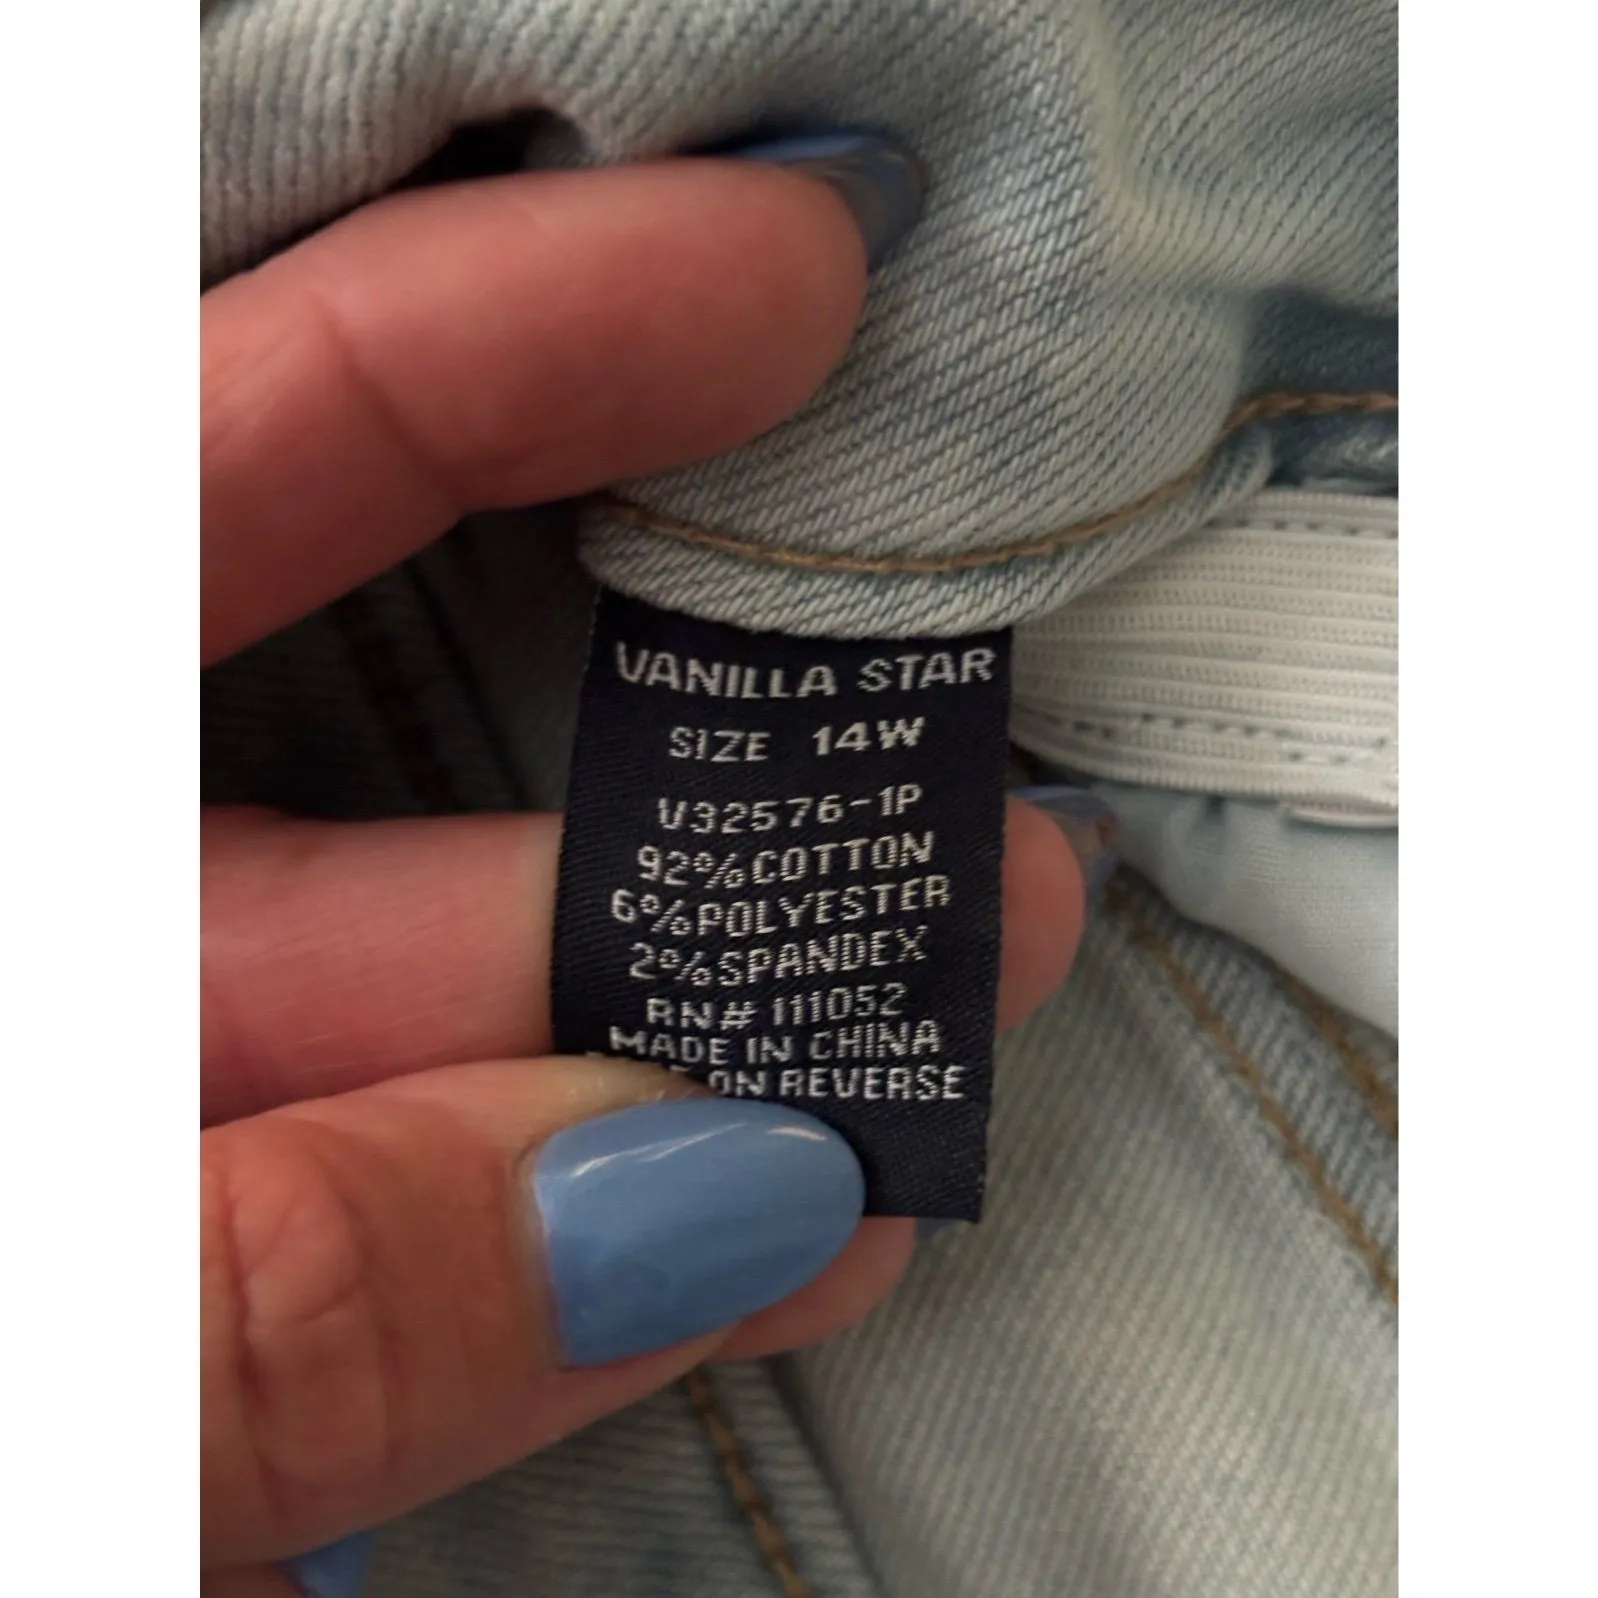 VANILLA STAR
SIZE 14W
V32576-1P
92%COTTON
6%POLYESTER
2%SPANDEX
RN# 111052
MADE IN CHINA
ON REVERSE